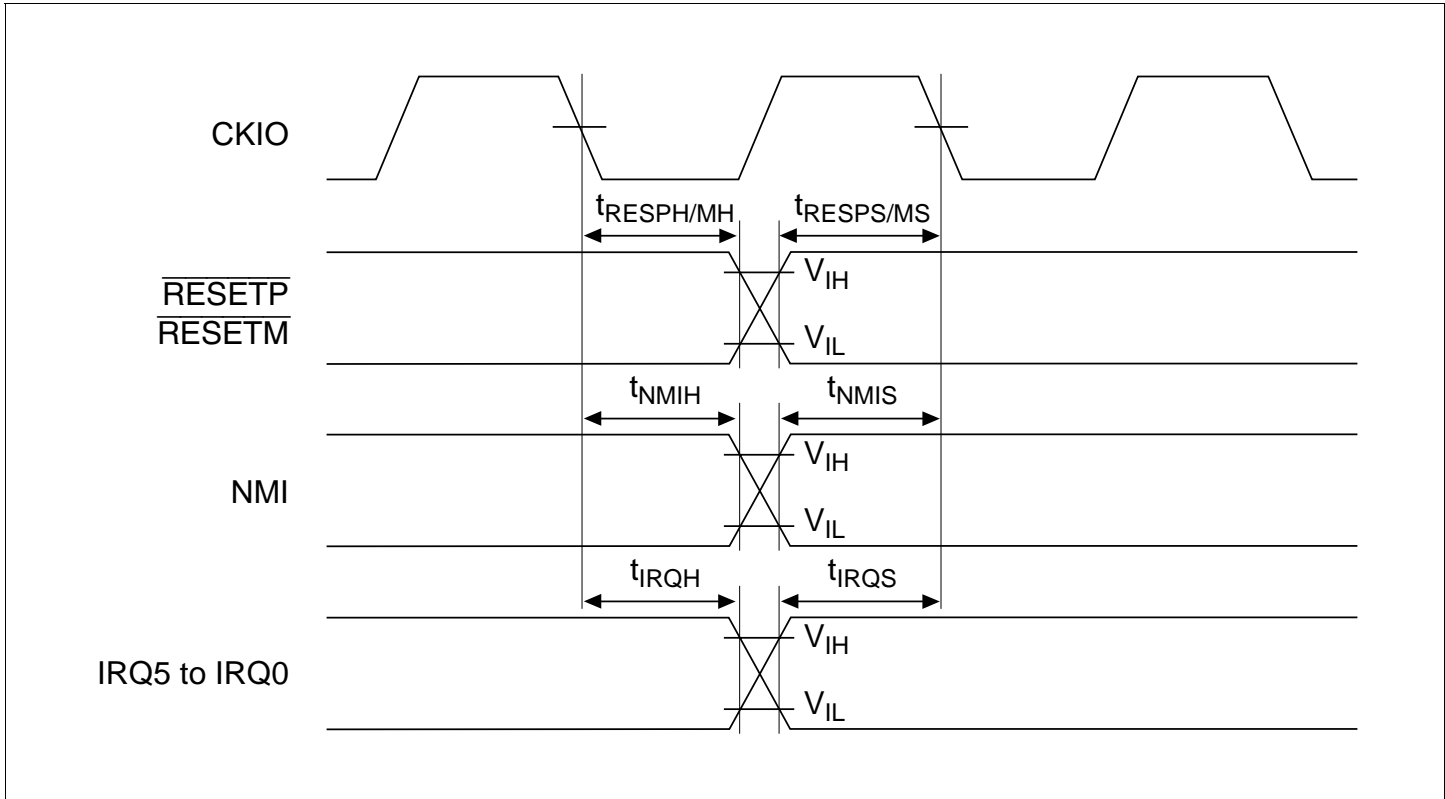 CKIO
tRESPH/MH tRESPS/MS
RESETP
RESETM
VIH
VIL
tNMIH tNMIS
NMI
VIH
VIL
tIRQH tIRQS
IRQ5 to IRQ0
VIH
VIL